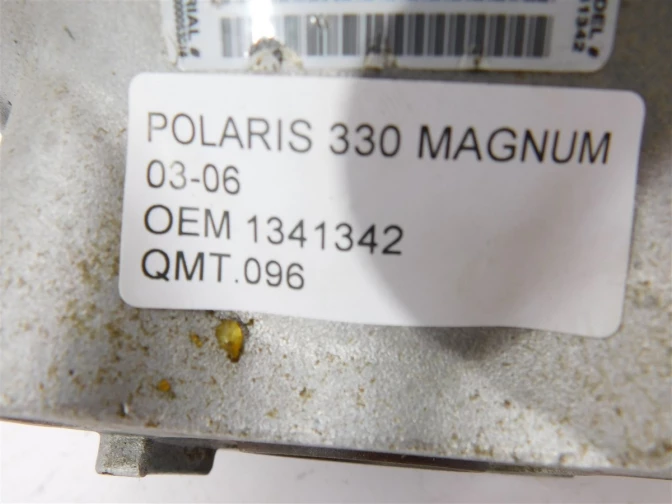 POLARIS 330 MAGNUM
03-06
OEM 1341342
QMT.096